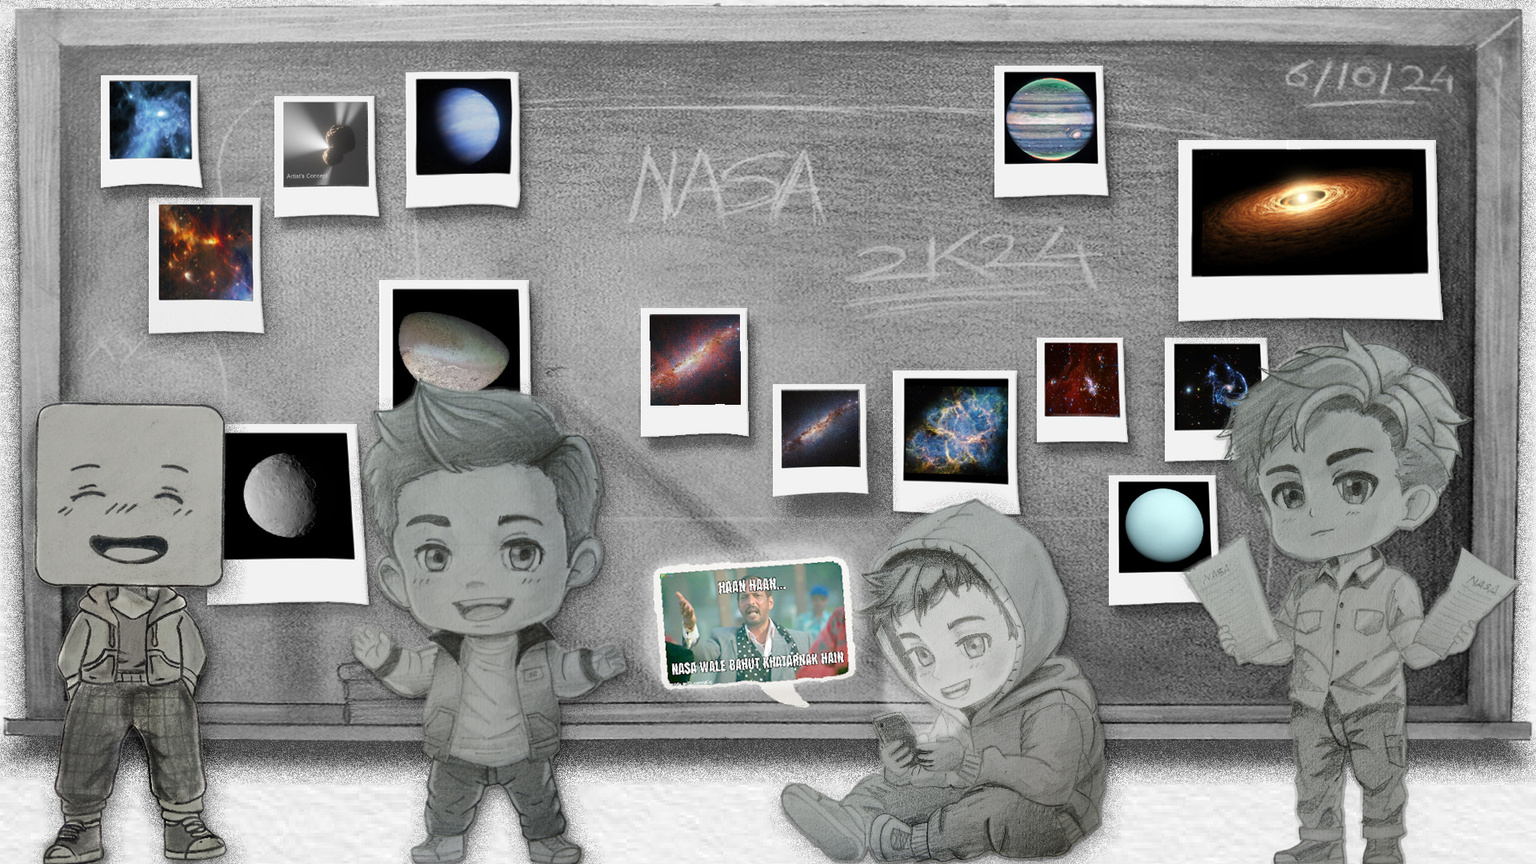 6/10/24
Artist's Concept
NASA
2K24
HAAN HAAN...
NASA WALE BAHUT KHATARNAK HAIN
NASA
NASA